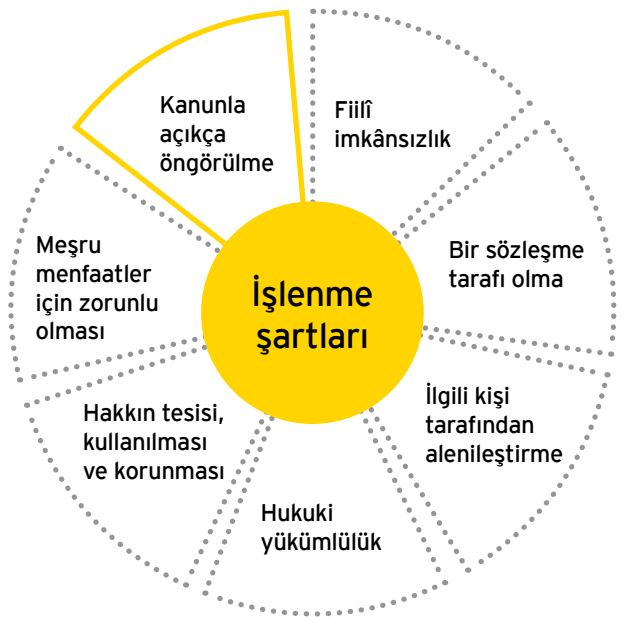 Kanunla
açıkça
öngörülme
Fiilî
imkânsızlık
Bir sözleşme
tarafı olma
İlgili kişi
tarafından
alenileştirme
Hukuki
yükümlülük
Hakkın tesisi,
kullanılması
ve korunması
Meşru
menfaatler
için zorunlu
olması
İşlenme
şartları